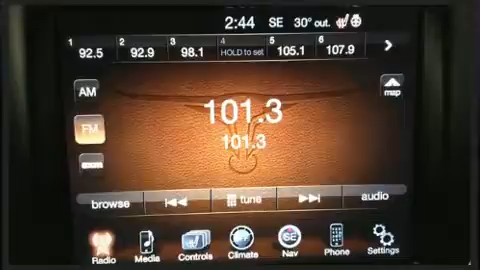 2:44 SE 30° out.
1 92.5 2 92.9 3 98.1 4 HOLD to set 5 105.1 6 107.9
AM
map
101.3
FM
101.3
browse tune audio
Radio Media Controls Climate SE Nav Phone Settings